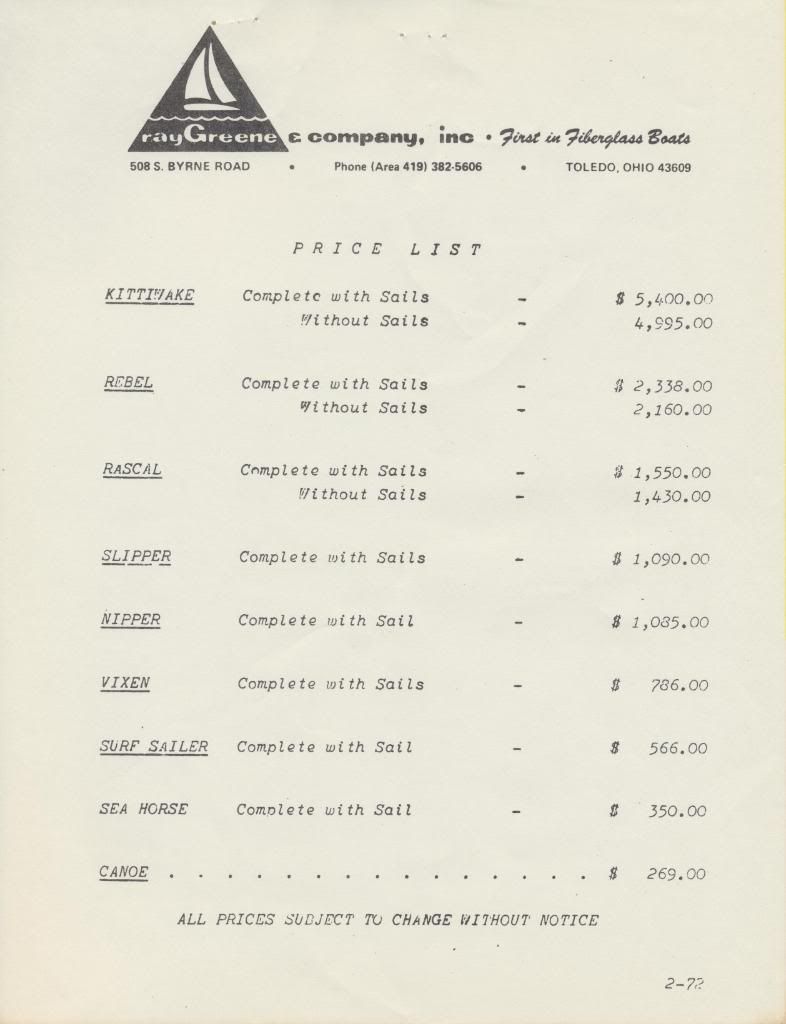 rayGreene & company, inc • First in Fiberglass Boats
508 S. BYRNE ROAD • Phone (Area 419) 382-5606 • TOLEDO, OHIO 43609
PRICE LIST
KITTIWAKE Complete with Sails - $ 5,400.00
Without Sails - 4,995.00
REBEL Complete with Sails - $ 2,338.00
Without Sails - 2,160.00
RASCAL Complete with Sails - $ 1,550.00
Without Sails - 1,430.00
SLIPPER Complete with Sails - $ 1,090.00
NIPPER Complete with Sail - $ 1,085.00
VIXEN Complete with Sails - $ 786.00
SURF SAILER Complete with Sail - $ 566.00
SEA HORSE Complete with Sail - $ 350.00
CANOE . . . . . . . . . . . . . . . $ 269.00
ALL PRICES SUBJECT TO CHANGE WITHOUT NOTICE
2-72